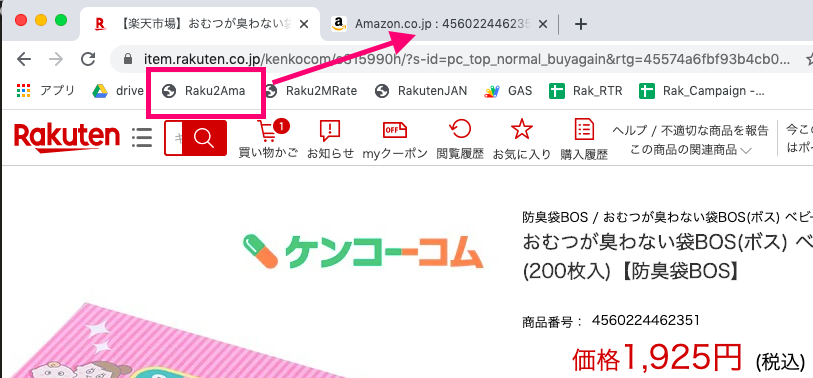 【楽天市場】おむつが臭わない袋
Amazon.co.jp : 4560224462351
item.rakuten.co.jp/kenkocom/e315990h/?s-id=pc_top_normal_buyagain&rtg=45574a6fbf93b4cb0...
アプリ drive Raku2Ama Raku2MRate RakutenJAN GAS Rak_RTR Rak_Campaign -...
Rakuten
キ
1
買い物かご お知らせ
OFF
myクーポン 閲覧履歴 お気に入り 購入履歴
ヘルプ / 不適切な商品を報告
この商品の関連商品
今こ
はポ
ケンコーコム
防臭袋BOS / おむつが臭わない袋BOS(ボス) ベビー
おむつが臭わない袋BOS(ボス) ベ
(200枚入)【防臭袋BOS】
商品番号： 4560224462351
価格1,925円 (税込)